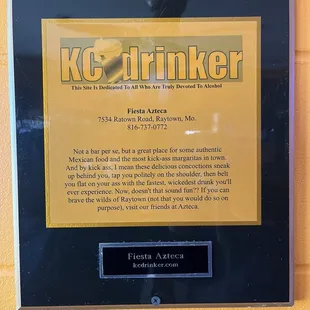 KC drinker
This Site Is Dedicated To All Who Are Truly Devoted To Alcohol
Fiesta Azteca
7534 Ratown Road, Raytown, Mo.
816-737-0772
Not a bar per se, but a great place for some authentic
Mexican food and the most kick-ass margaritas in town.
And by kick ass, I mean these delicious concoctions sneak
up behind you, tap you politely on the shoulder, then belt
you flat on your ass with the fastest, wickedest drunk you'll
ever experience. Now, doesn't that sound fun?? If you can
brave the wilds of Raytown (not that you would do so on
purpose), visit our friends at Azteca.
Fiesta Azteca
kcdrinker.com